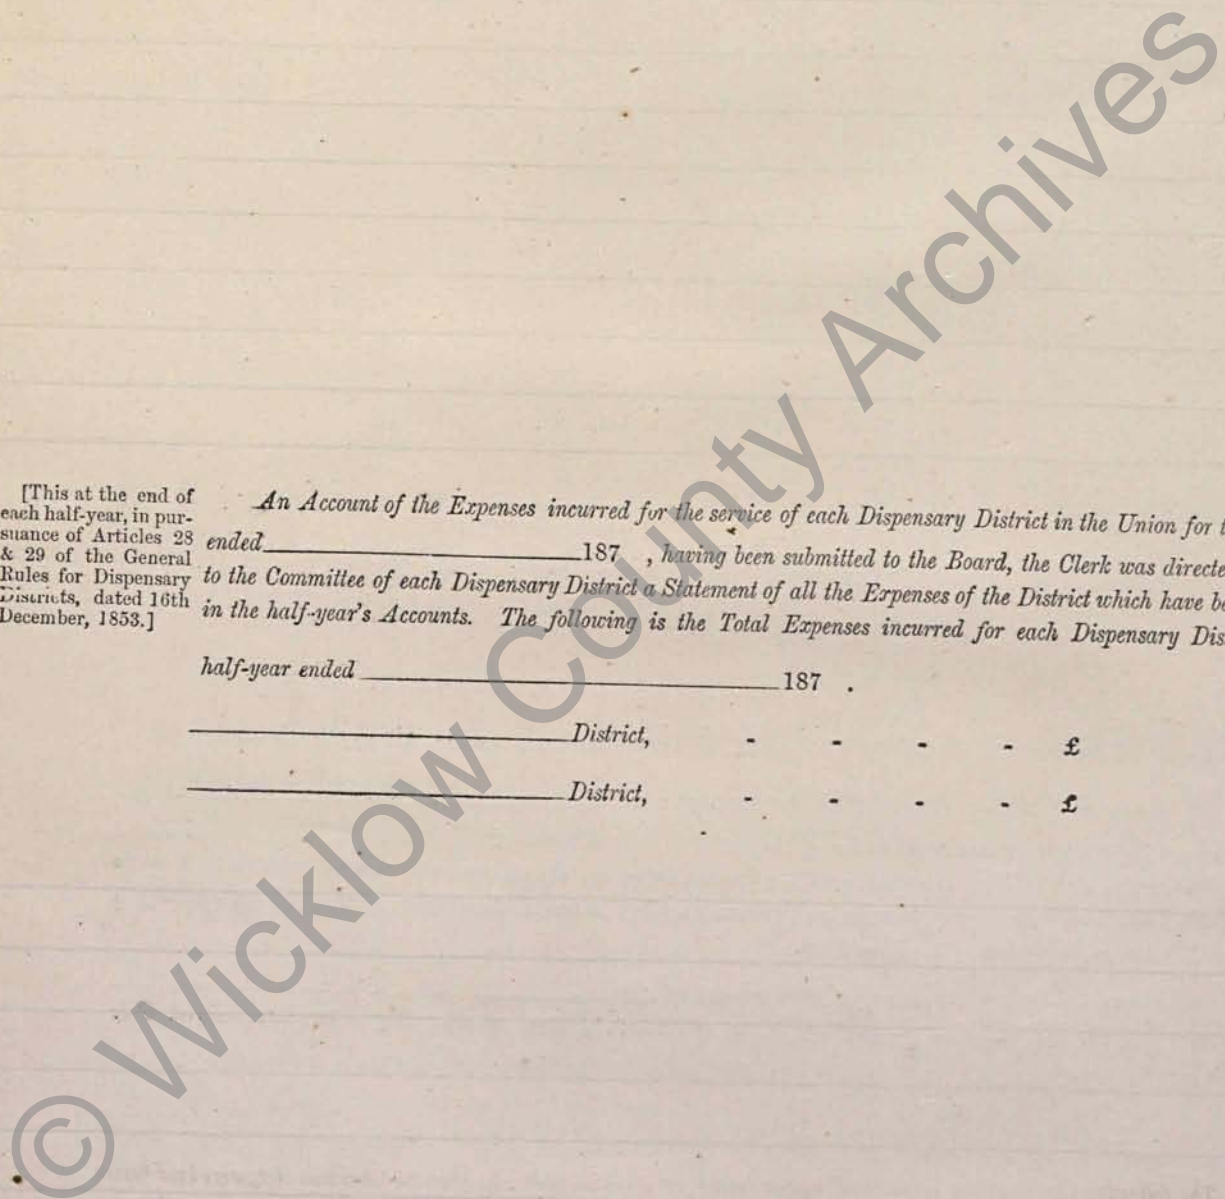 [This at the end of
each half-year, in pur-
suance of Articles 28
& 29 of the General
Rules for Dispensary
Districts, dated 16th
December, 1853.]
An Account of the Expenses incurred for the service of each Dispensary District in the Union for t
ended 187 , having been submitted to the Board, the Clerk was directe
to the Committee of each Dispensary District a Statement of all the Expenses of the District which have be
in the half-year's Accounts. The following is the Total Expenses incurred for each Dispensary Dis
half-year ended 187 .
District, - - - - £
District, - - - - £
© Wicklow County Archives